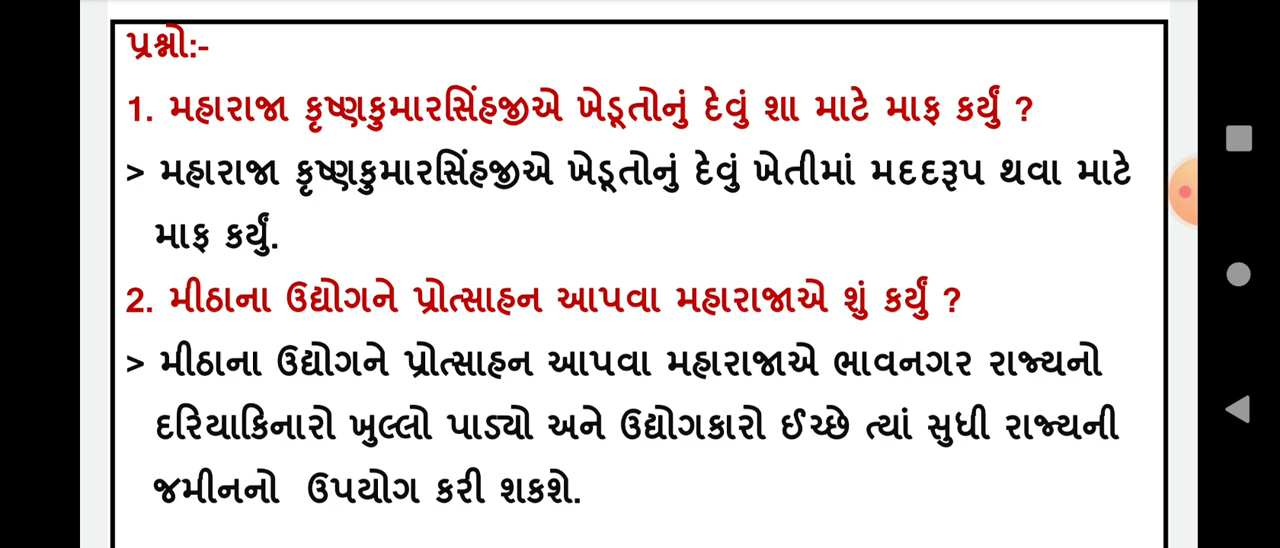 પ્રશ્નો:-
1. મહારાજા કૃષ્ણકુમારસિંહજીએ ખેડૂતોનું દેવું શા માટે માફ કર્યું ?
> મહારાજા કૃષ્ણકુમારસિંહજીએ ખેડૂતોનું દેવું ખેતીમાં મદદરૂપ થવા માટે
માફ કર્યું.
2. મીઠાના ઉદ્યોગને પ્રોત્સાહન આપવા મહારાજાએ શું કર્યું ?
> મીઠાના ઉદ્યોગને પ્રોત્સાહન આપવા મહારાજાએ ભાવનગર રાજ્યનો
દરિયાકિનારો ખુલ્લો પાડ્યો અને ઉદ્યોગકારો ઈચ્છે ત્યાં સુધી રાજ્યની
જમીનનો ઉપયોગ કરી શકશે.